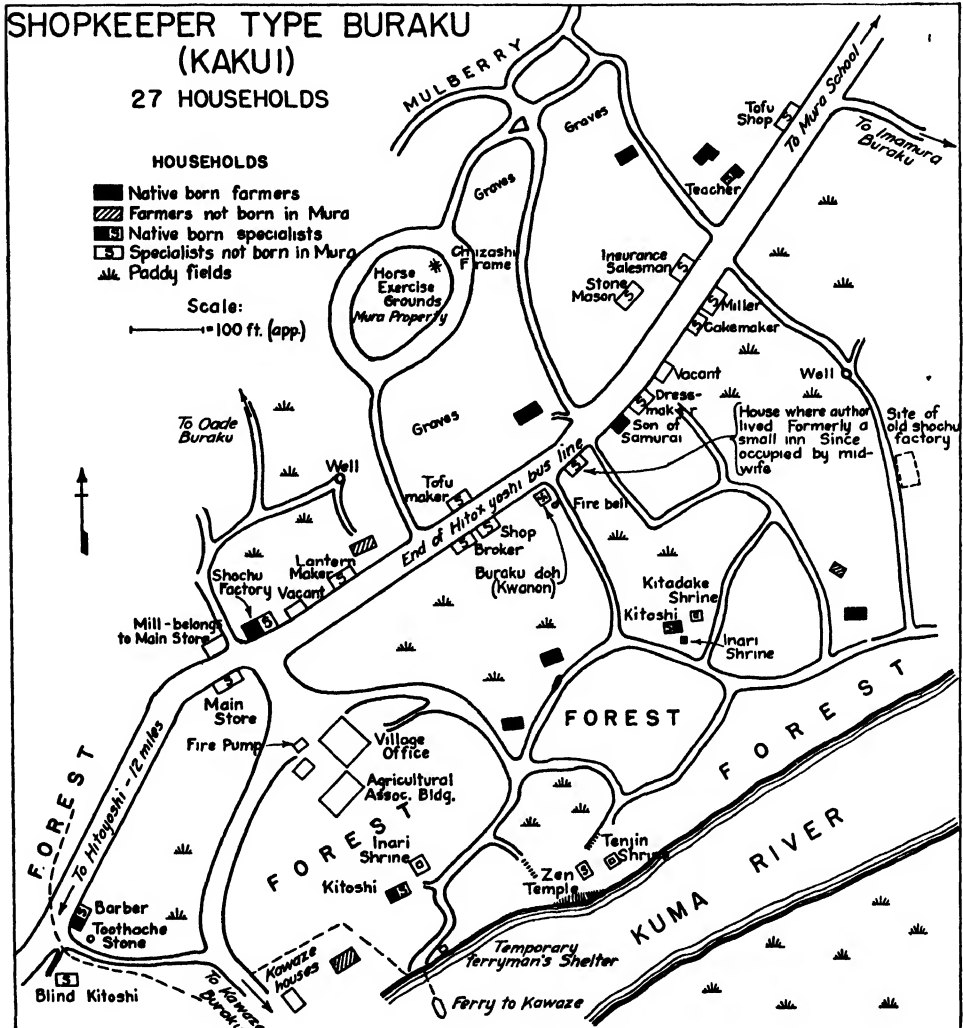 SHOPKEEPER TYPE BURAKU
(KAKUI)
27 HOUSEHOLDS
HOUSEHOLDS
Native born farmers
Farmers not born in Mura
S Native born specialists
S Specialists not born in Mura
Paddy fields
Scale:
= 100 ft. (app.)
MULBERRY
Graves
Graves
Graves
Chizashi
Frame
Horse
Exercise
Grounds
Mura Property
Tofu
Shop
S
To Mura School
To Imamura
Buraku
Teacher
S
Insurance
Salesman
S
Stone
Mason
S
S
Miller
S
Cakemaker
Vacant
S
Dress-
maker
Son of
Samurai
Well
House where author
lived Formerly a
small inn Since
occupied by mid-
wife
Site of
old shochu
factory
To Oade
Buraku
Well
Tofu
maker
S
End of Hitoxyoshi bus line
S
S
Fire bell
S
S
Shop
Broker
Buraku doh
(Kwanon)
Lantern
Maker
S
Shochu
Factory
Vacant
S
Mill-belongs
to Main Store
S
Main
Store
Kitadake
Shrine
Kitoshi
S
Inari
Shrine
Fire Pump
Village
Office
Agricultural
Assoc. Bldg.
FOREST
FOREST
FOREST
FOREST
To Hitoyoshi-12 miles
Inari
Shrine
Kitoshi
S
Tenjin
Shrine
Zen
Temple
S
KUMA RIVER
S
Barber
Toothache
Stone
S
Blind Kitoshi
To Kawaze
Buraku
Kawaze
houses
Temporary
Ferryman's Shelter
Ferry to Kawaze